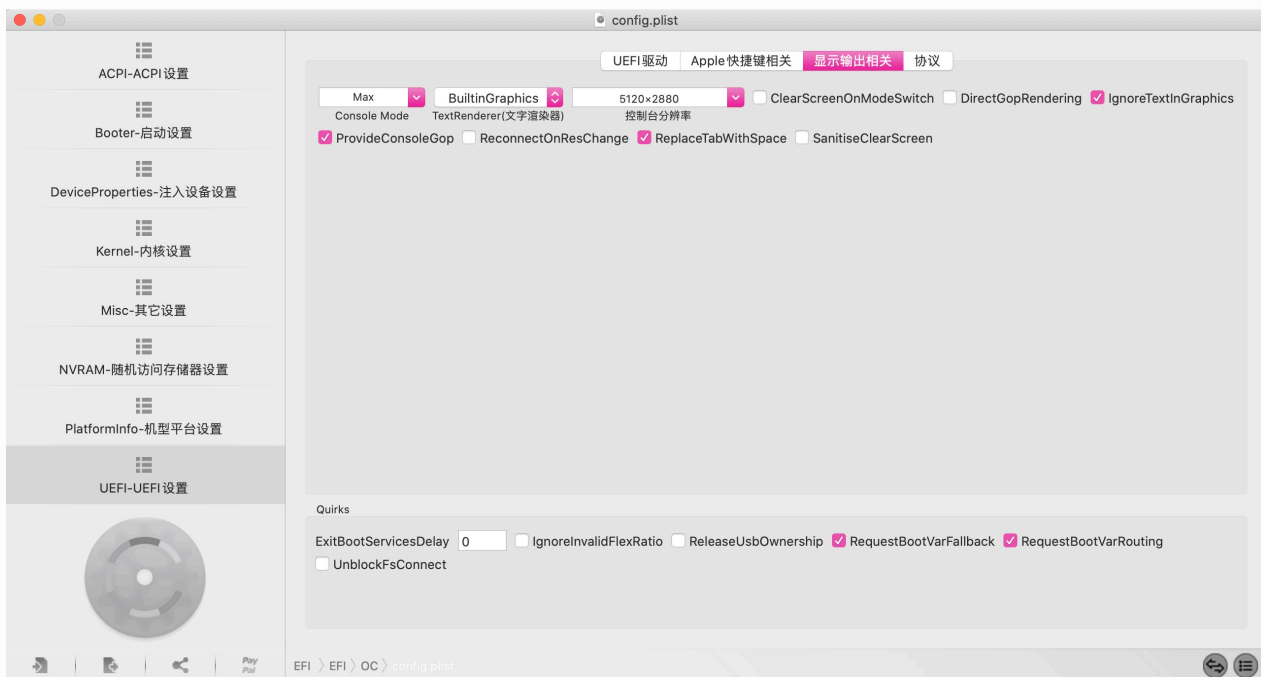 config.plist
ACPI-ACPI设置
Booter-启动设置
DeviceProperties-注入设备设置
Kernel-内核设置
Misc-其它设置
NVRAM-随机访问存储器设置
PlatformInfo-机型平台设置
UEFI-UEFI设置
Pay
Pal
UEFI驱动 Apple快捷键相关 显示输出相关 协议
Max BuiltinGraphics 5120×2880 ClearScreenOnModeSwitch DirectGopRendering IgnoreTextInGraphics
Console Mode TextRenderer(文字渲染器) 控制台分辨率
ProvideConsoleGop ReconnectOnResChange ReplaceTabWithSpace SanitiseClearScreen
Quirks
ExitBootServicesDelay 0 IgnoreInvalidFlexRatio ReleaseUsbOwnership RequestBootVarFallback RequestBootVarRouting
UnblockFsConnect
EFI 〉 EFI 〉 OC 〉 config.plist